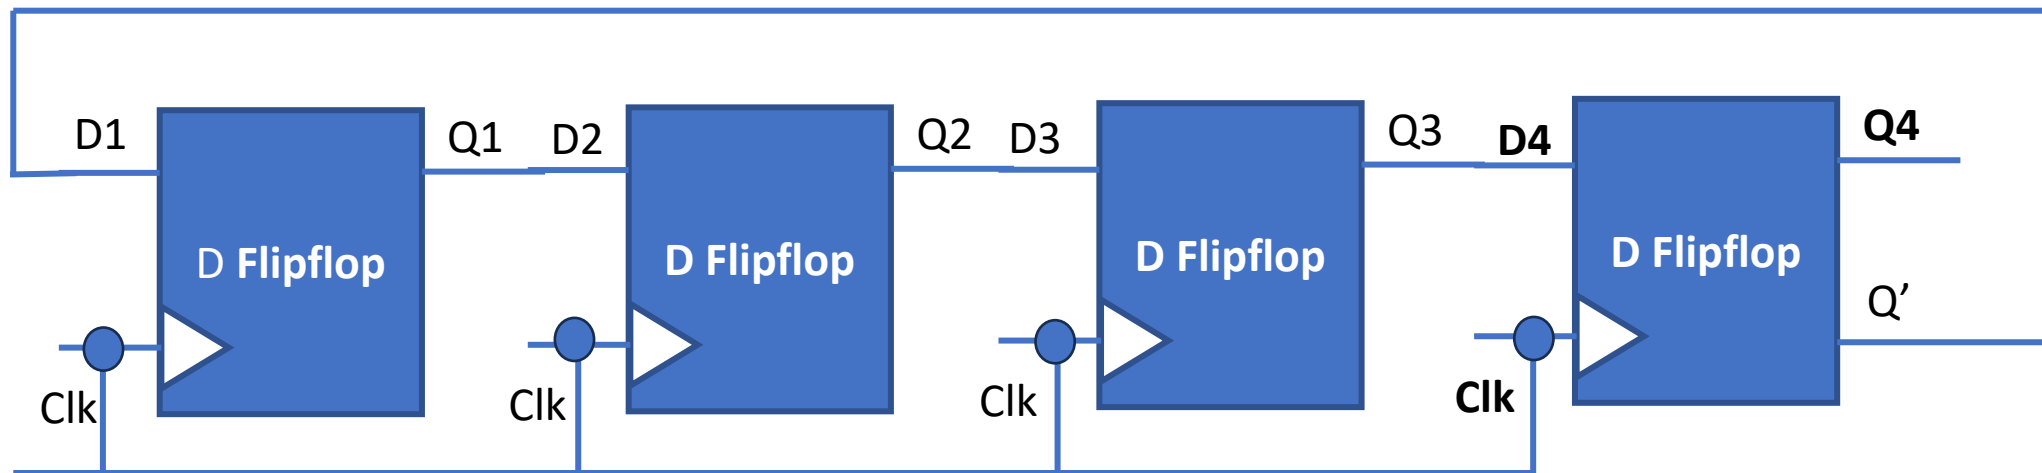 D1
Q1
D2
Q2
D3
Q3
D4
Q4
D Flipflop
D Flipflop
D Flipflop
D Flipflop
Q’
Clk
Clk
Clk
Clk